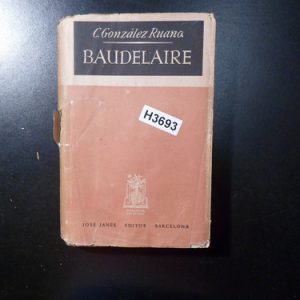 C. González Ruano
BAUDELAIRE
H3693
JOSÉ JANÉS EDITOR BARCELONA